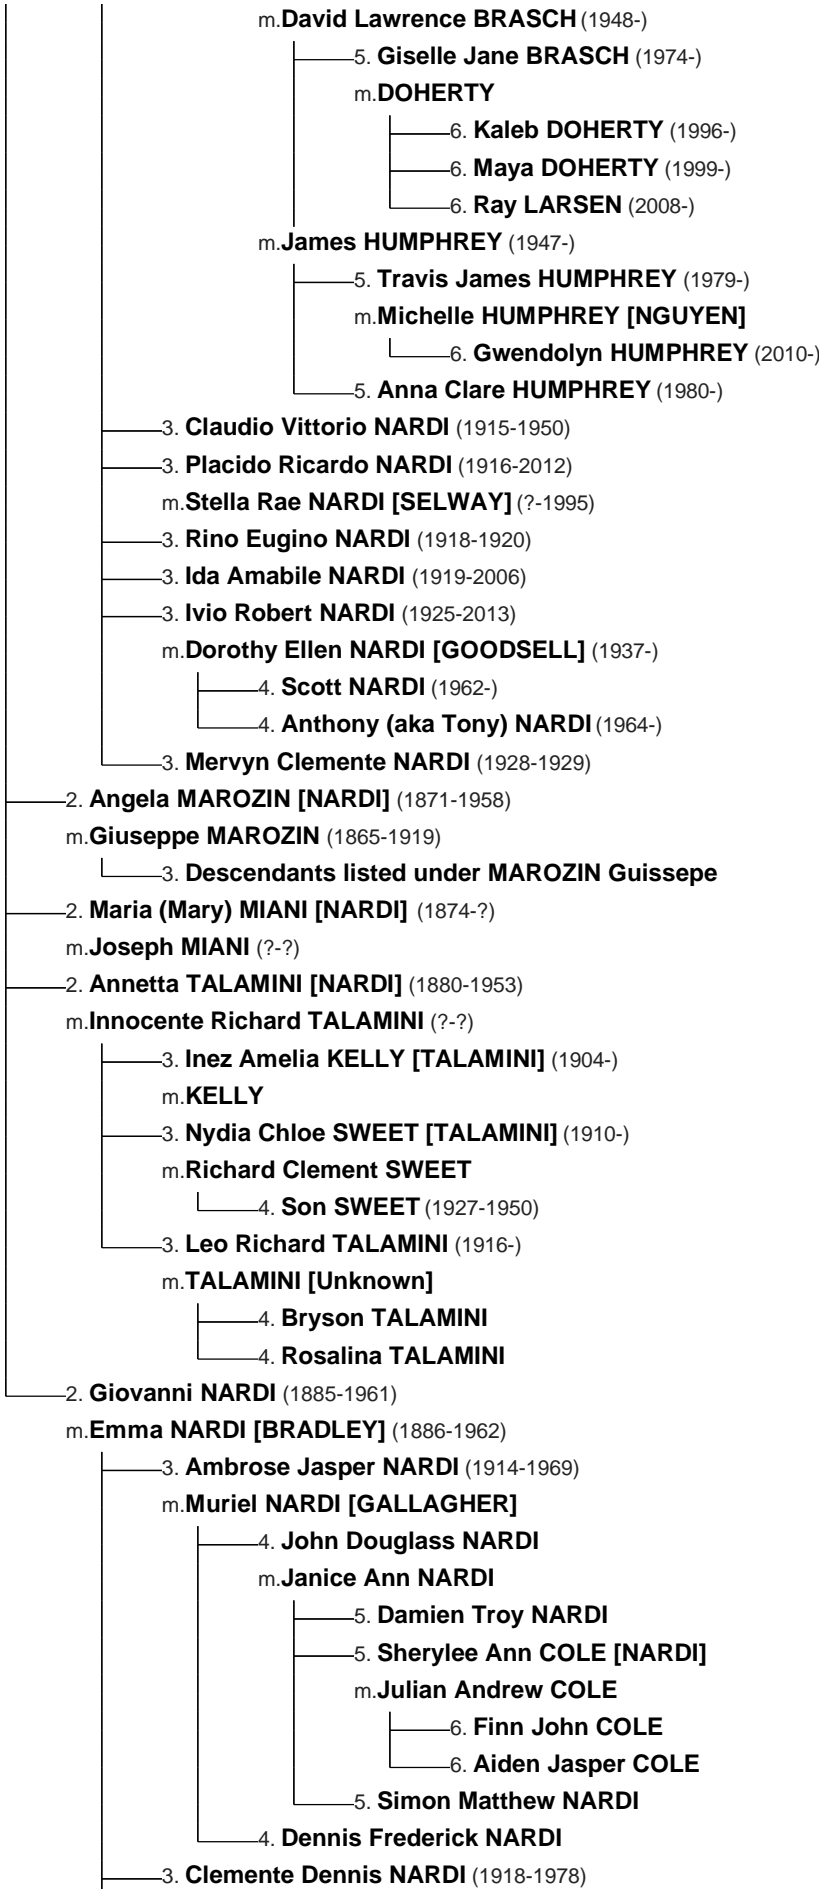 m.David Lawrence BRASCH (1948-)
5. Giselle Jane BRASCH (1974-)
m.DOHERTY
6. Kaleb DOHERTY (1996-)
6. Maya DOHERTY (1999-)
6. Ray LARSEN (2008-)
m.James HUMPHREY (1947-)
5. Travis James HUMPHREY (1979-)
m.Michelle HUMPHREY [NGUYEN]
6. Gwendolyn HUMPHREY (2010-)
5. Anna Clare HUMPHREY (1980-)
3. Claudio Vittorio NARDI (1915-1950)
3. Placido Ricardo NARDI (1916-2012)
m.Stella Rae NARDI [SELWAY] (?-1995)
3. Rino Eugino NARDI (1918-1920)
3. Ida Amabile NARDI (1919-2006)
3. Ivio Robert NARDI (1925-2013)
m.Dorothy Ellen NARDI [GOODSELL] (1937-)
4. Scott NARDI (1962-)
4. Anthony (aka Tony) NARDI (1964-)
3. Mervyn Clemente NARDI (1928-1929)
2. Angela MAROZIN [NARDI] (1871-1958)
m.Giuseppe MAROZIN (1865-1919)
3. Descendants listed under MAROZIN Guissepe
2. Maria (Mary) MIANI [NARDI] (1874-?)
m.Joseph MIANI (?-?)
2. Annetta TALAMINI [NARDI] (1880-1953)
m.Innocente Richard TALAMINI (?-?)
3. Inez Amelia KELLY [TALAMINI] (1904-)
m.KELLY
3. Nydia Chloe SWEET [TALAMINI] (1910-)
m.Richard Clement SWEET
4. Son SWEET (1927-1950)
3. Leo Richard TALAMINI (1916-)
m.TALAMINI [Unknown]
4. Bryson TALAMINI
4. Rosalina TALAMINI
2. Giovanni NARDI (1885-1961)
m.Emma NARDI [BRADLEY] (1886-1962)
3. Ambrose Jasper NARDI (1914-1969)
m.Muriel NARDI [GALLAGHER]
4. John Douglass NARDI
m.Janice Ann NARDI
5. Damien Troy NARDI
5. Sherylee Ann COLE [NARDI]
m.Julian Andrew COLE
6. Finn John COLE
6. Aiden Jasper COLE
5. Simon Matthew NARDI
4. Dennis Frederick NARDI
3. Clemente Dennis NARDI (1918-1978)